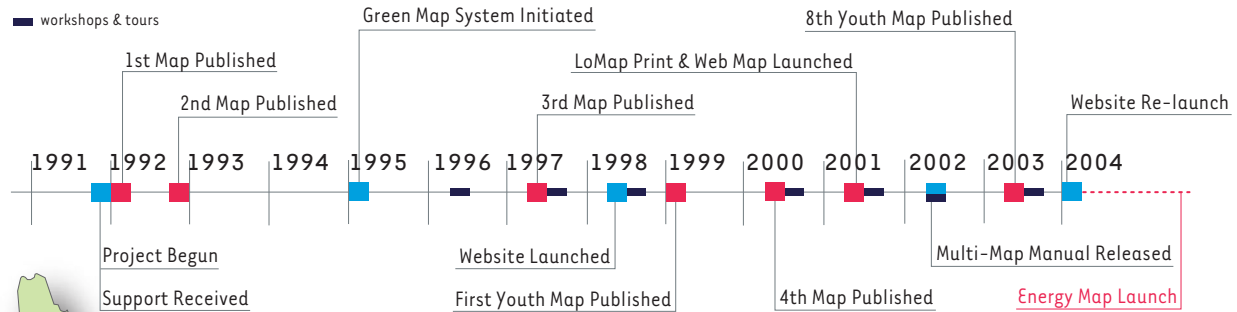 workshops & tours
Green Map System Initiated
8th Youth Map Published
1st Map Published
LoMap Print & Web Map Launched
2nd Map Published
3rd Map Published
Website Re-launch
1991 1992 1993 1994 1995 1996 1997 1998 1999 2000 2001 2002 2003 2004
Project Begun
Website Launched
Multi-Map Manual Released
Support Received
First Youth Map Published
4th Map Published
Energy Map Launch